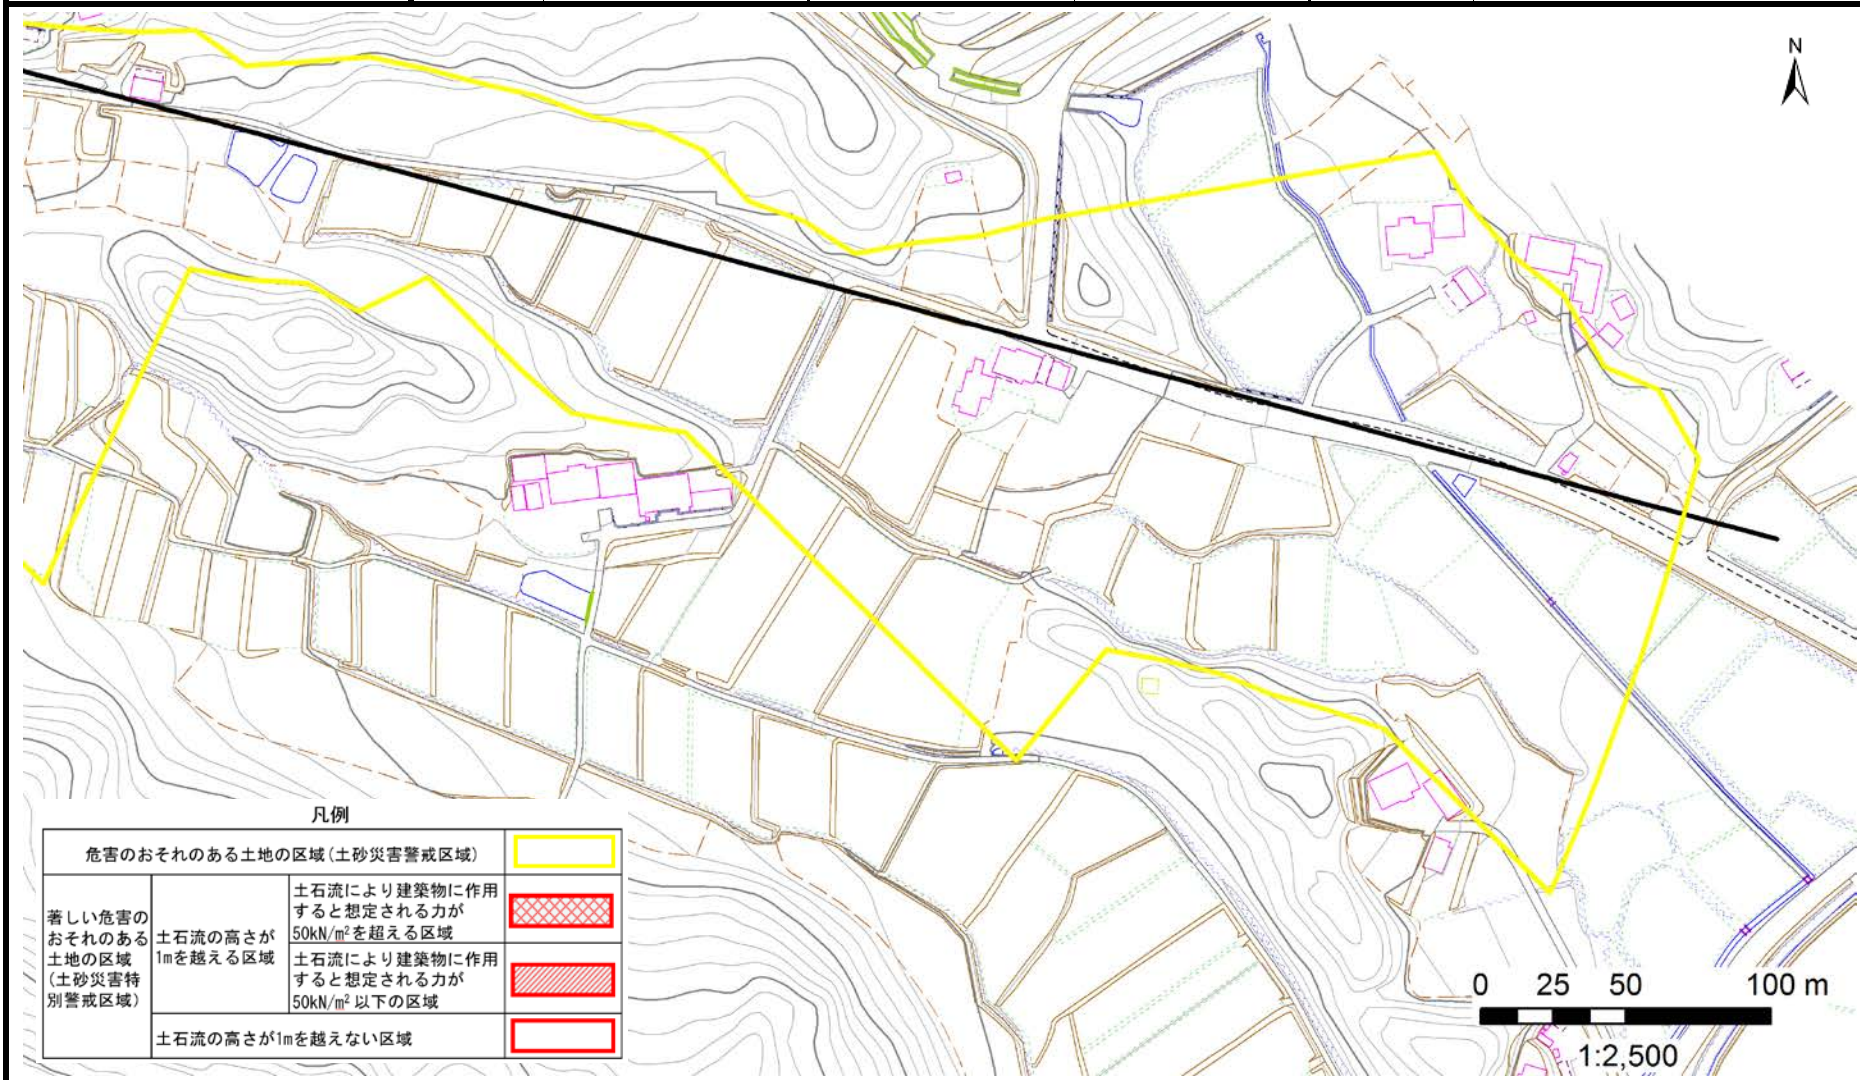 N
凡例
危害のおそれのある土地の区域(土砂災害警戒区域)
著しい危害の
おそれのある
土地の区域
(土砂災害特
別警戒区域)
土石流の高さが
1mを越える区域
土石流により建築物に作用
すると想定される力が
50kN/m²を超える区域
土石流により建築物に作用
すると想定される力が
50kN/m²以下の区域
土石流の高さが1mを越えない区域
0 25 50 100 m
1:2,500